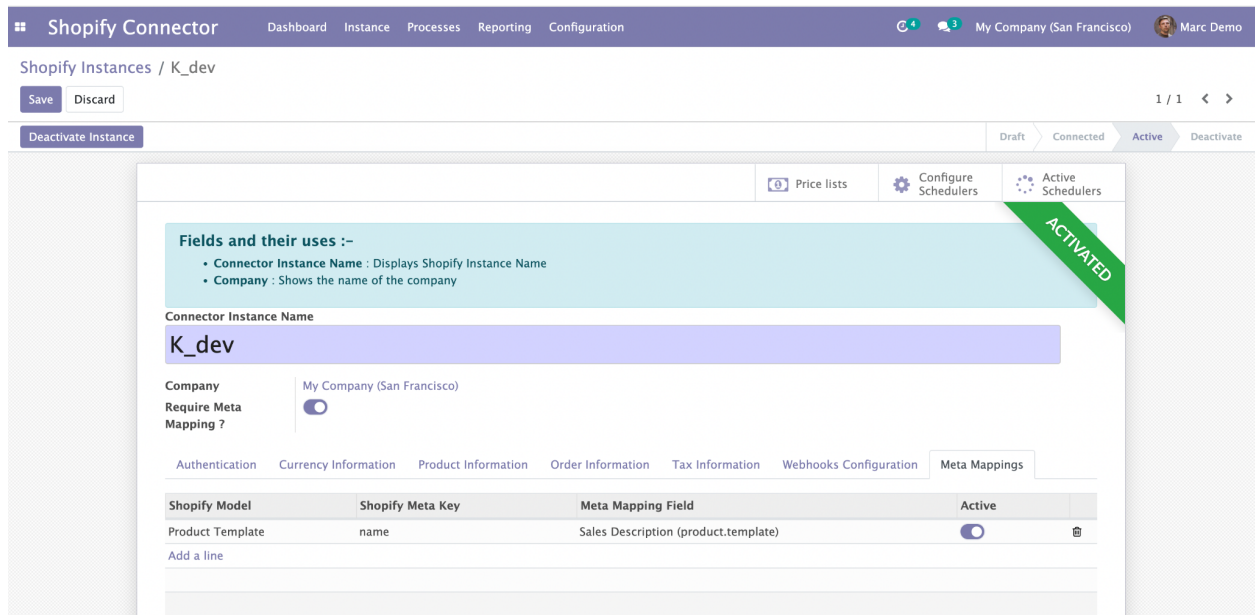 Shopify Connector Dashboard Instance Processes Reporting Configuration 4 3 My Company (San Francisco) Marc Demo
Shopify Instances / K_dev
Save Discard 1 / 1
Deactivate Instance Draft Connected Active Deactivate
Price lists Configure Schedulers Active Schedulers
ACTIVATED
Fields and their uses :-
• Connector Instance Name : Displays Shopify Instance Name
• Company : Shows the name of the company
Connector Instance Name
K_dev
Company My Company (San Francisco)
Require Meta
Mapping ?
Authentication Currency Information Product Information Order Information Tax Information Webhooks Configuration Meta Mappings
Shopify Model Shopify Meta Key Meta Mapping Field Active
Product Template name Sales Description (product.template)
Add a line